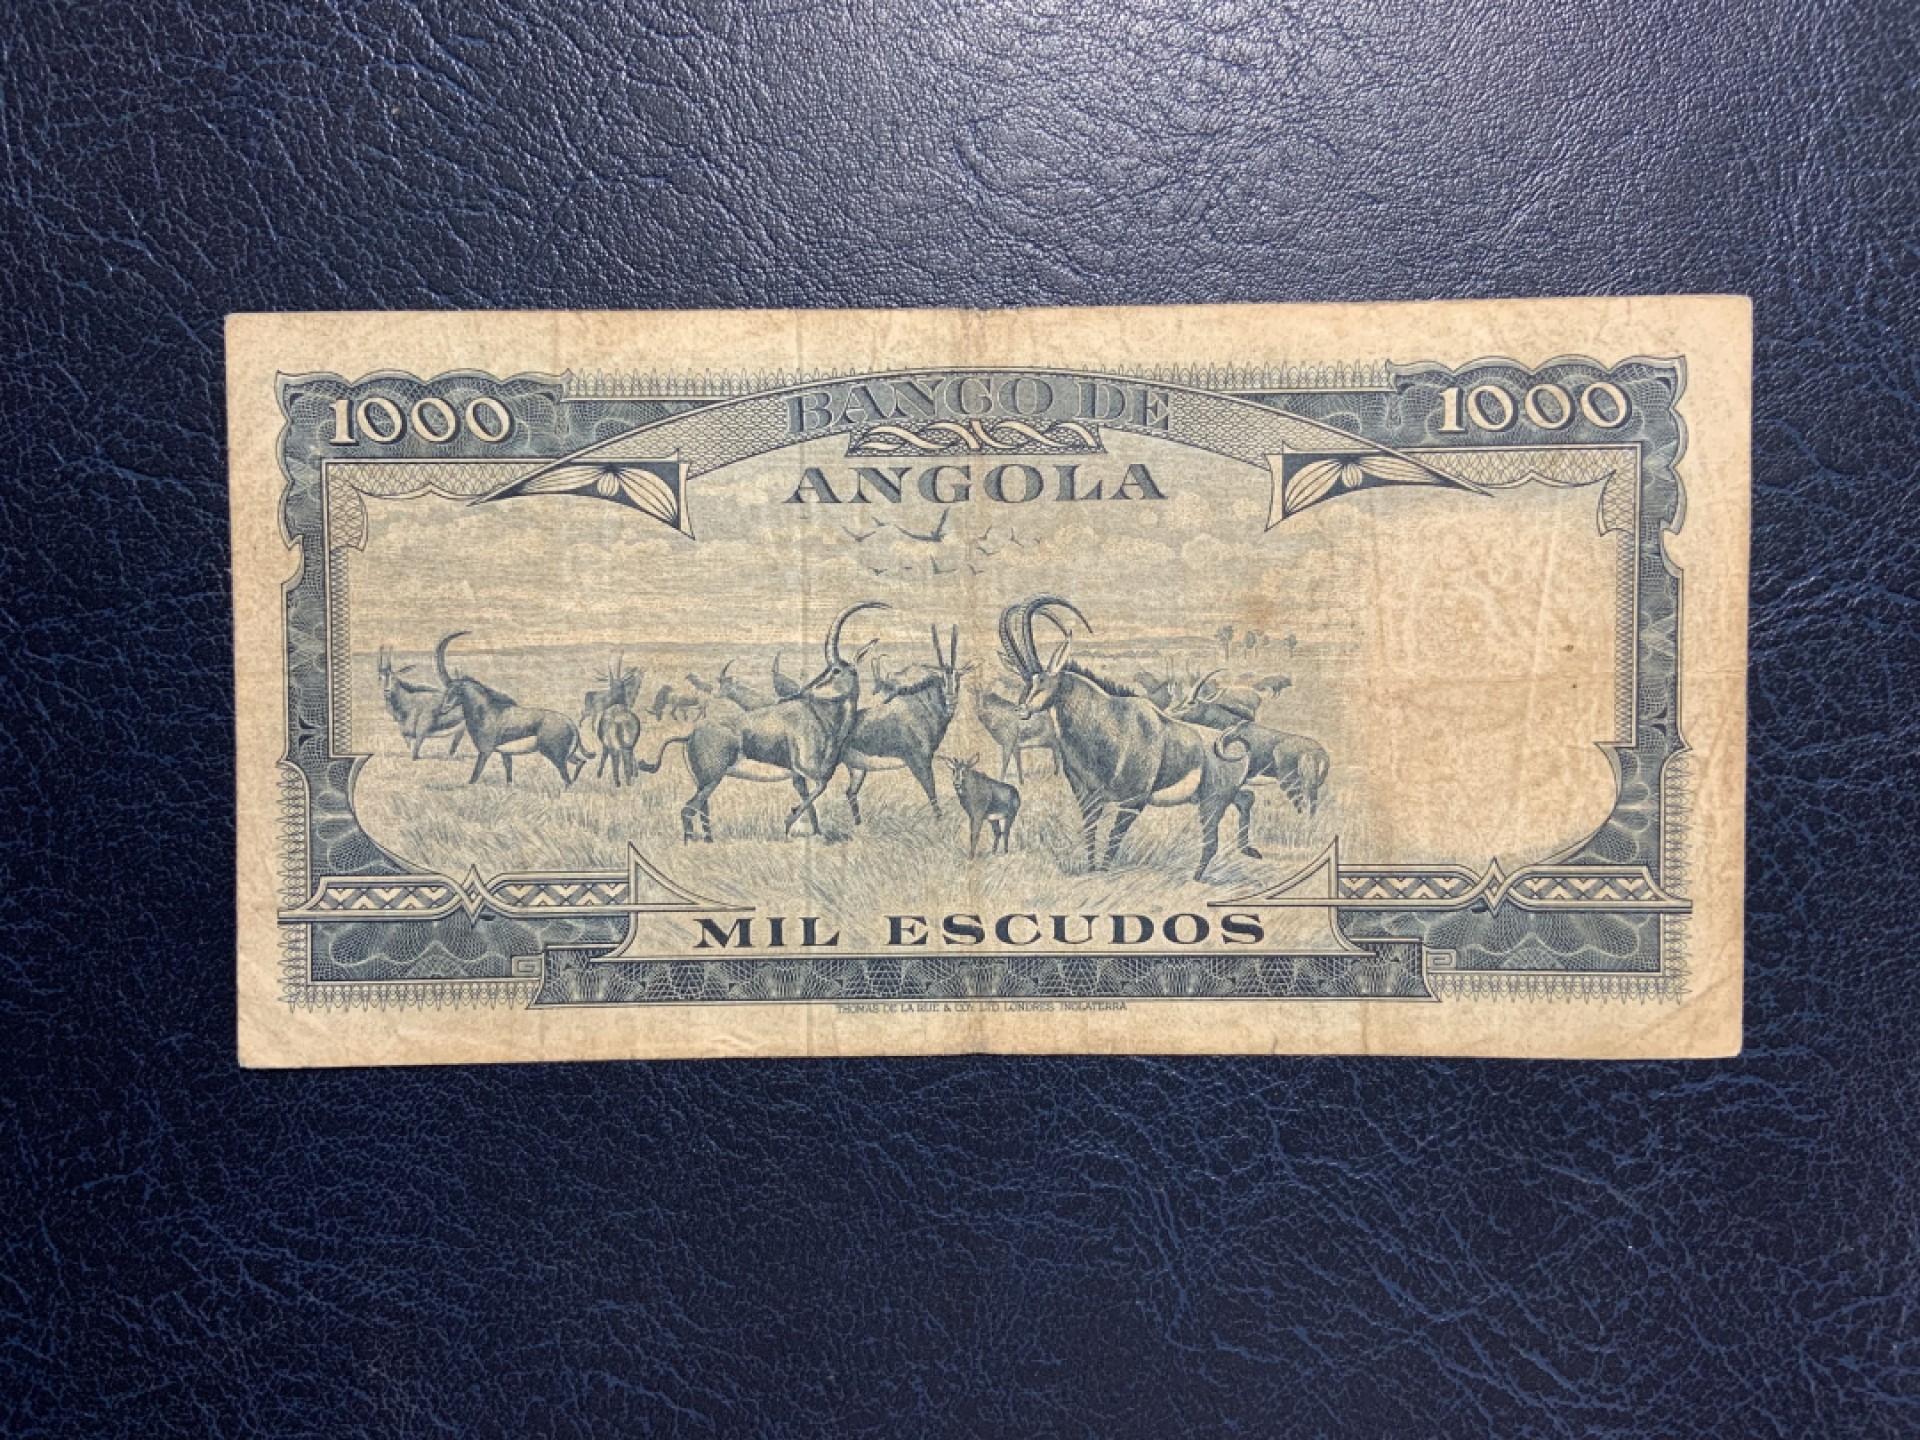 1000
BANCO DE
1000
ANGOLA
MIL ESCUDOS
THOMAS DE LA RUE & COY. LTD LONDRES INGLATERRA